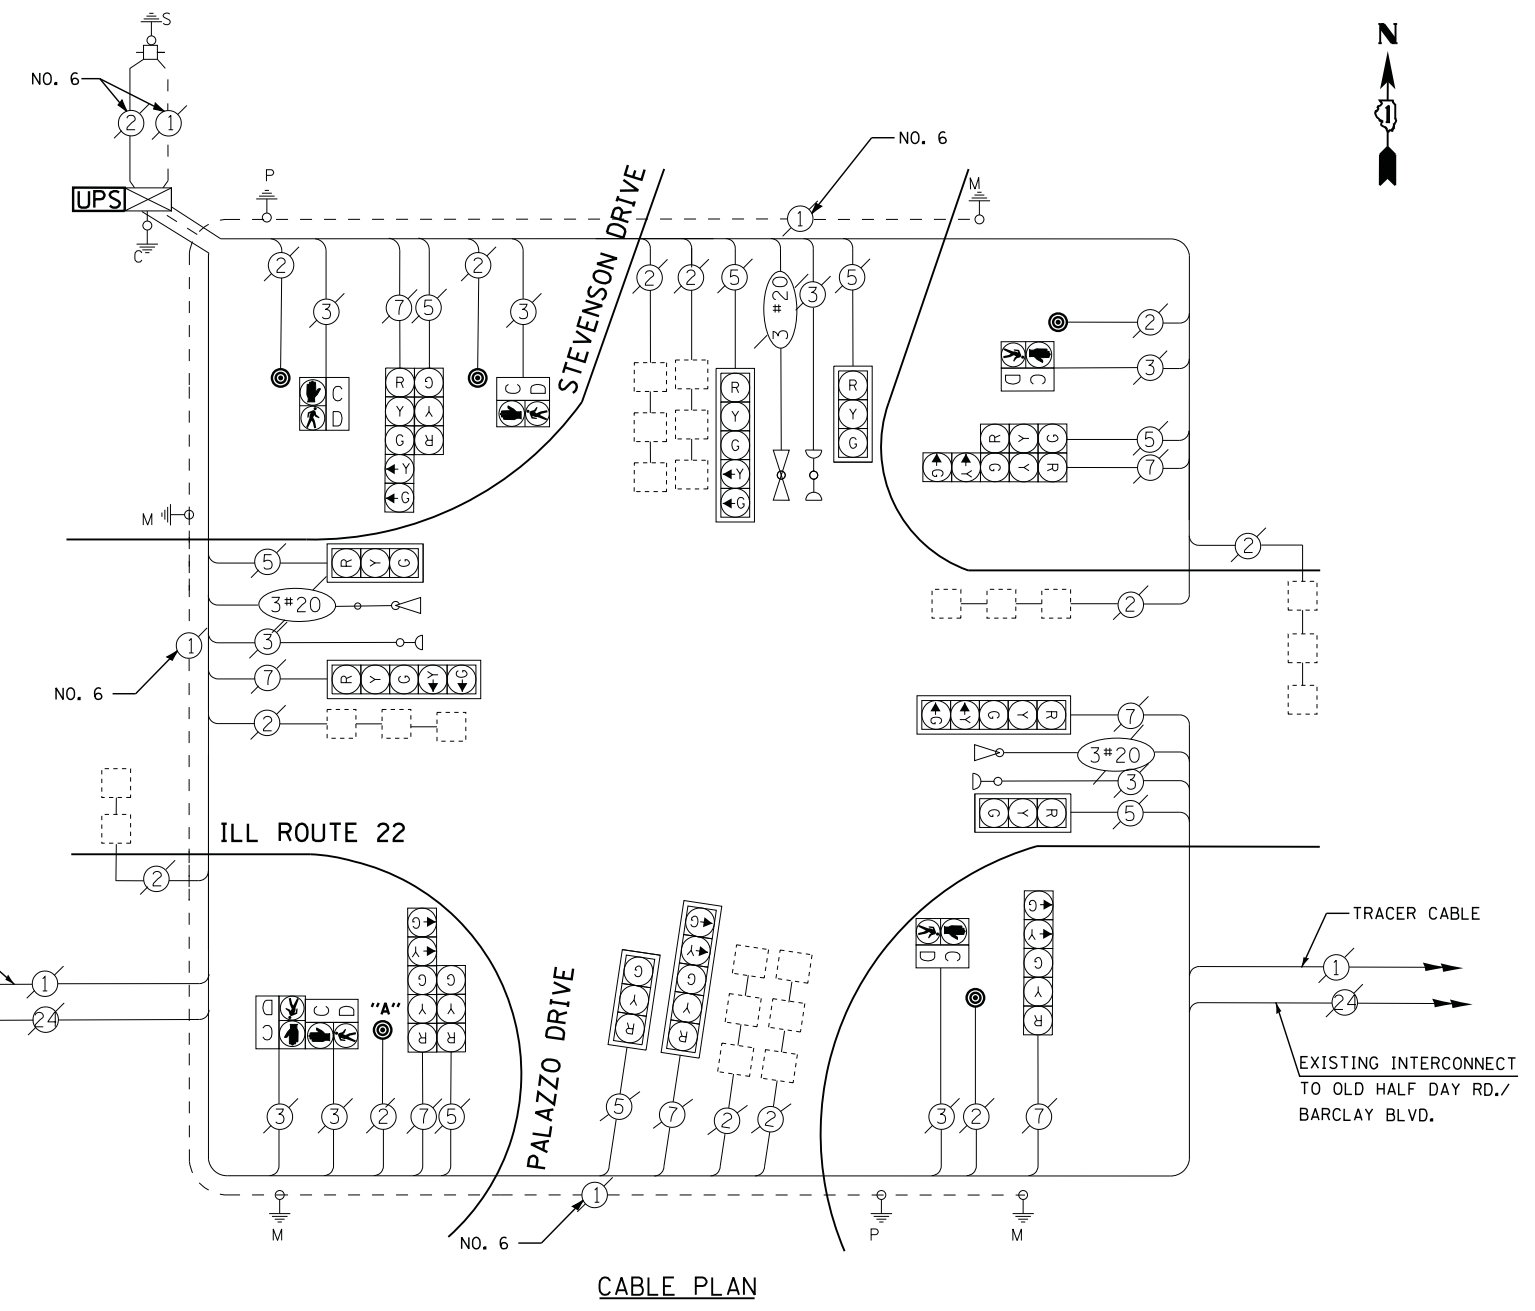 S
N
NO. 6
2
1
1
NO. 6
UPS
C
P
M
1
STEVENSON DRIVE
2
3
7
5
2
3
2
2
5
3 #20
3
5
2
3
5
7
C
D
R
Y
G
Y
G
G
Y
R
C
D
R
Y
G
Y
G
R
Y
G
C
D
R Y G
G Y G Y R
M
5
R Y G
3#20
3
7
R Y G Y G
2
1
NO. 6
2
2
G Y G Y R
7
3#20
3
R Y G
5
2
ILL ROUTE 22
2
TRACER CABLE
1
24
1
24
EXISTING INTERCONNECT
TO OLD HALF DAY RD./
BARCLAY BLVD.
D
C
C D
"A"
G
Y
G
Y
R
G
Y
R
3
3
2
7
5
PALAZZO DRIVE
G
Y
R
G
Y
G
Y
R
5
7
2
2
D C
G
Y
G
Y
R
3
2
7
M
1
NO. 6
P
M
CABLE PLAN